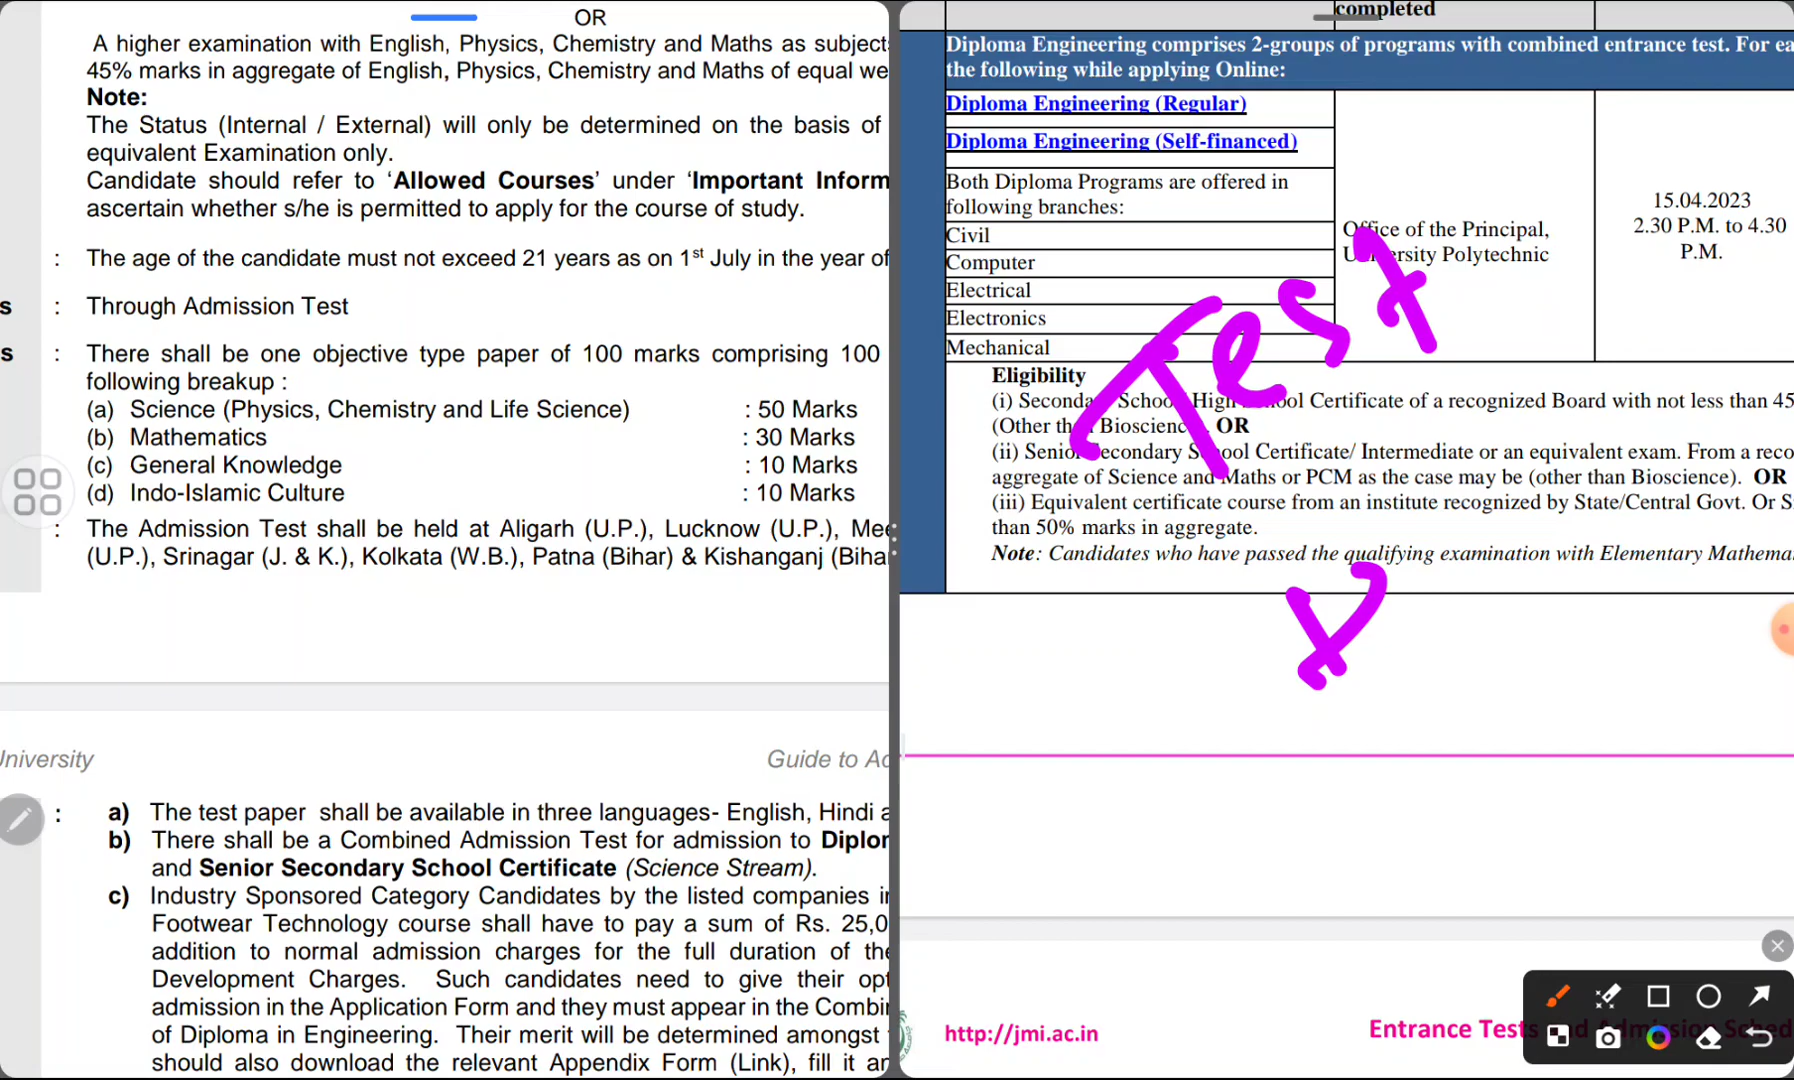 OR
A higher examination with English, Physics, Chemistry and Maths as subject
45% marks in aggregate of English, Physics, Chemistry and Maths of equal we
Note:
The Status (Internal / External) will only be determined on the basis of
equivalent Examination only.
Candidate should refer to ‘Allowed Courses’ under ‘Important Inform
ascertain whether s/he is permitted to apply for the course of study.
: The age of the candidate must not exceed 21 years as on 1st July in the year of
s : Through Admission Test
s : There shall be one objective type paper of 100 marks comprising 100
following breakup :
(a) Science (Physics, Chemistry and Life Science) : 50 Marks
(b) Mathematics : 30 Marks
(c) General Knowledge : 10 Marks
(d) Indo-Islamic Culture : 10 Marks
: The Admission Test shall be held at Aligarh (U.P.), Lucknow (U.P.), Mee
(U.P.), Srinagar (J. & K.), Kolkata (W.B.), Patna (Bihar) & Kishanganj (Biha
University
Guide to Ad
: a) The test paper shall be available in three languages- English, Hindi a
b) There shall be a Combined Admission Test for admission to Diplom
and Senior Secondary School Certificate (Science Stream).
c) Industry Sponsored Category Candidates by the listed companies in
Footwear Technology course shall have to pay a sum of Rs. 25,0
addition to normal admission charges for the full duration of the
Development Charges. Such candidates need to give their opt
admission in the Application Form and they must appear in the Combin
of Diploma in Engineering. Their merit will be determined amongst
should also download the relevant Appendix Form (Link), fill it an
completed
Diploma Engineering comprises 2-groups of programs with combined entrance test. For ea
the following while applying Online:
Diploma Engineering (Regular)
Diploma Engineering (Self-financed)
Both Diploma Programs are offered in
following branches:
Civil
Computer
Electrical
Electronics
Mechanical
Office of the Principal,
University Polytechnic
15.04.2023
2.30 P.M. to 4.30
P.M.
Test
Eligibility
(i) Secondary School/High School Certificate of a recognized Board with not less than 45
(Other than Bioscience). OR
(ii) Senior Secondary School Certificate/ Intermediate or an equivalent exam. From a reco
aggregate of Science and Maths or PCM as the case may be (other than Bioscience). OR
(iii) Equivalent certificate course from an institute recognized by State/Central Govt. Or S
than 50% marks in aggregate.
Note: Candidates who have passed the qualifying examination with Elementary Mathema
http://jmi.ac.in
Entrance Tests and Admission Sched